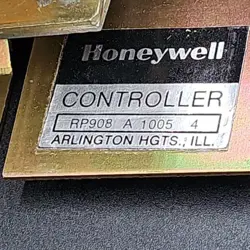 Honeywell
CONTROLLER
RP908 A 1005 4
ARLINGTON HGTS., ILL.